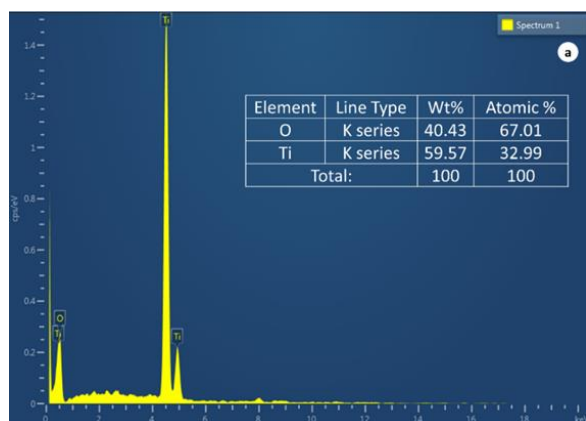 Spectrum 1
a
Ti
1.4
1.2
1
0.8
0.6
0.4
0.2
0
cps/eV
Element Line Type Wt% Atomic %
O K series 40.43 67.01
Ti K series 59.57 32.99
Total: 100 100
O
Ti
Ti
0 2 4 6 8 10 12 14 16 18
keV